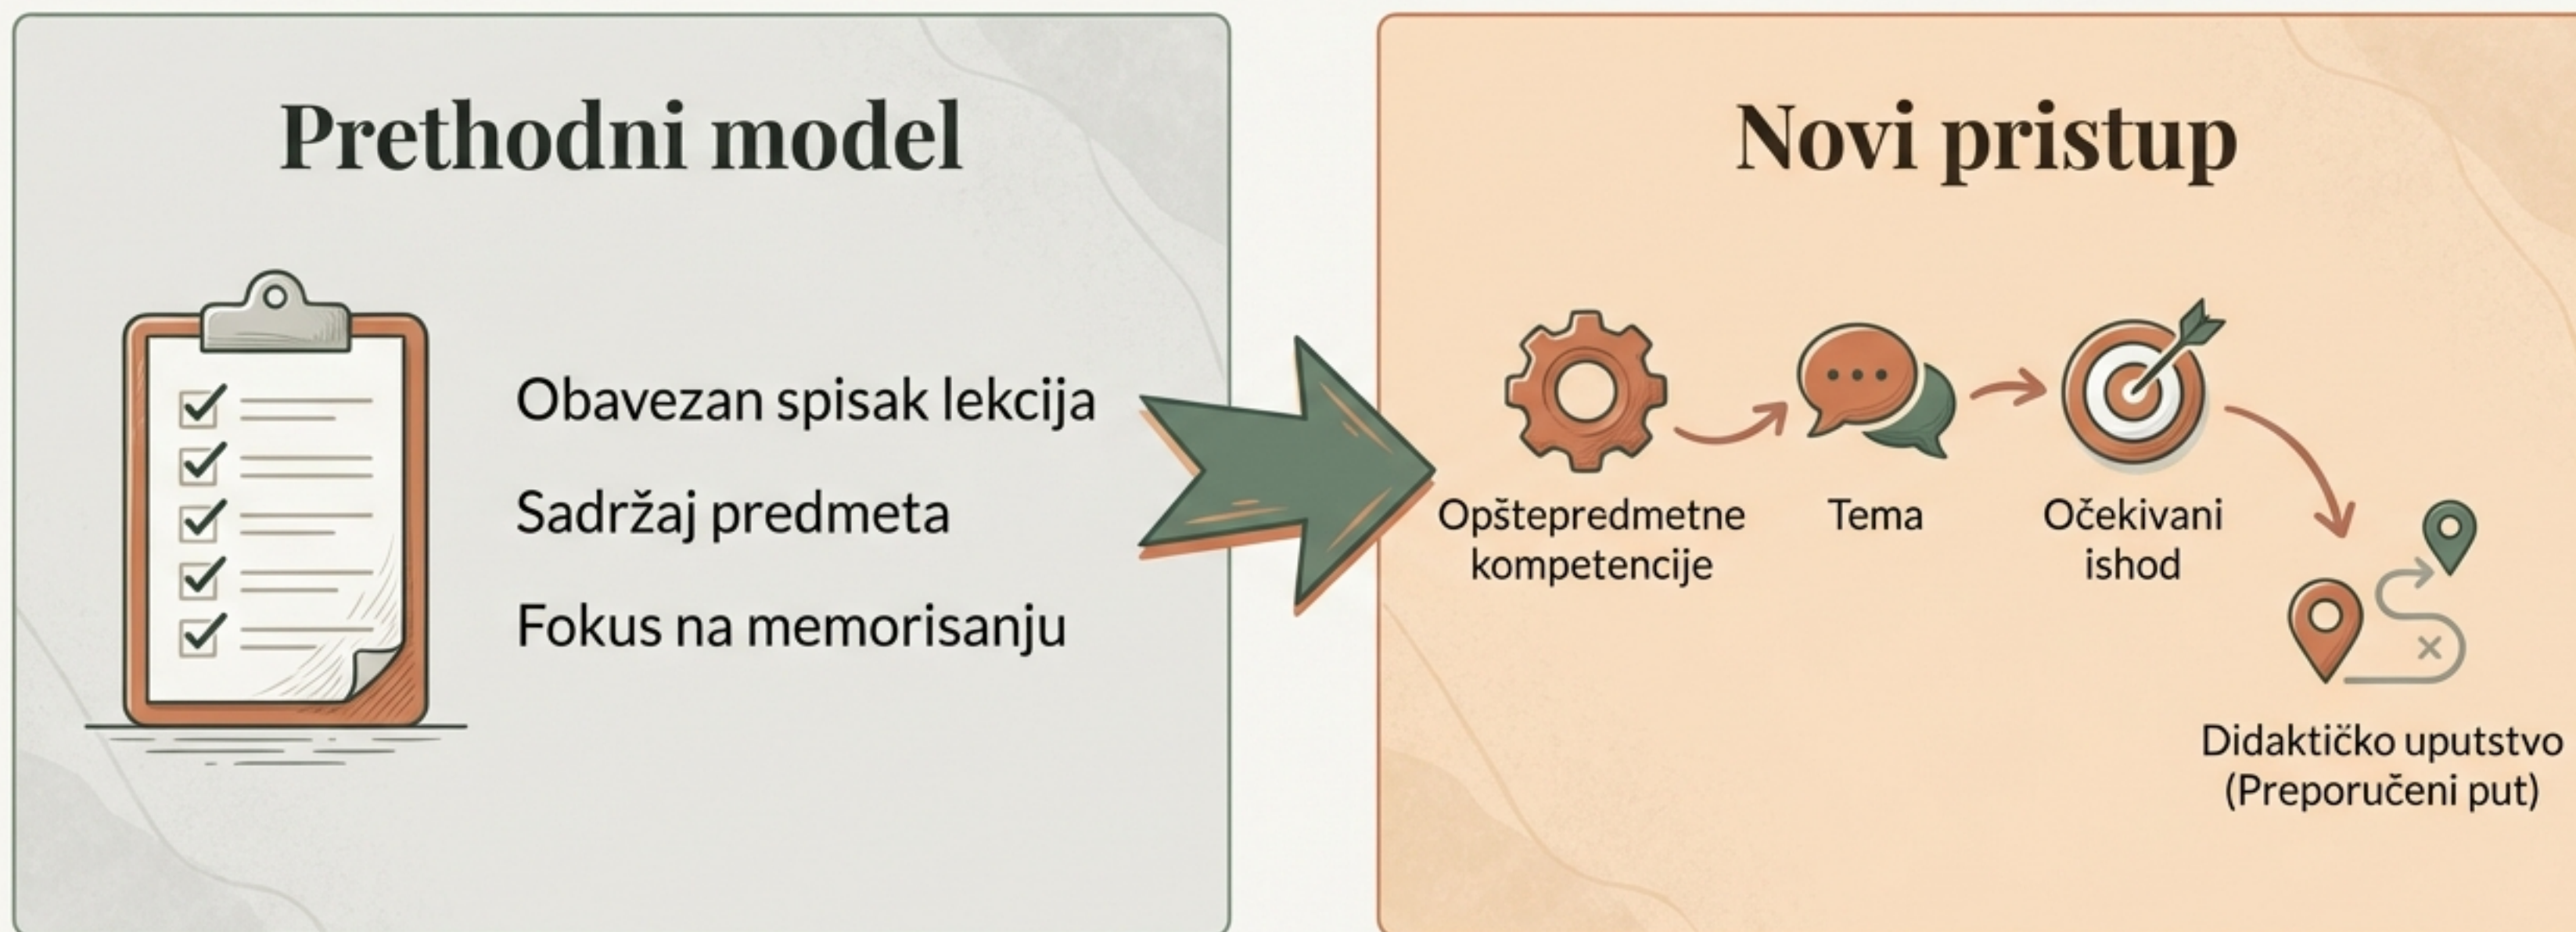 Prethodni model
Obavezan spisak lekcija
Sadržaj predmeta
Fokus na memorisanju
Novi pristup
Opštepredmetne
kompetencije
Tema
Očekivani
ishod
Didaktičko uputstvo
(Preporučeni put)